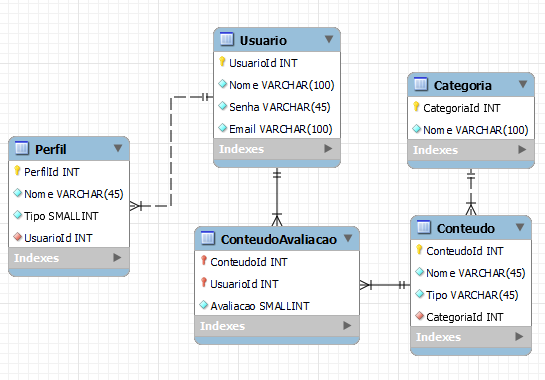 Usuario
UsuarioId INT
Nome VARCHAR(100)
Senha VARCHAR(45)
Email VARCHAR(100)
Indexes
Categoria
CategoriaId INT
Nome VARCHAR(100)
Indexes
Perfil
PerfilId INT
Nome VARCHAR(45)
Tipo SMALLINT
UsuarioId INT
Indexes
ConteudoAvaliacao
ConteudoId INT
UsuarioId INT
Avaliacao SMALLINT
Indexes
Conteudo
ConteudoId INT
Nome VARCHAR(45)
Tipo VARCHAR(45)
CategoriaId INT
Indexes